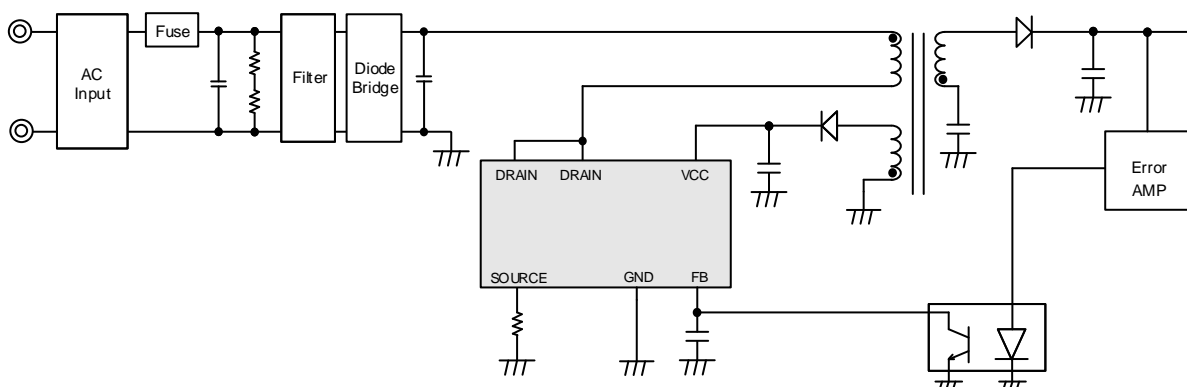 AC
Input
Fuse
Filter
Diode
Bridge
DRAIN
DRAIN
VCC
SOURCE
GND
FB
Error
AMP